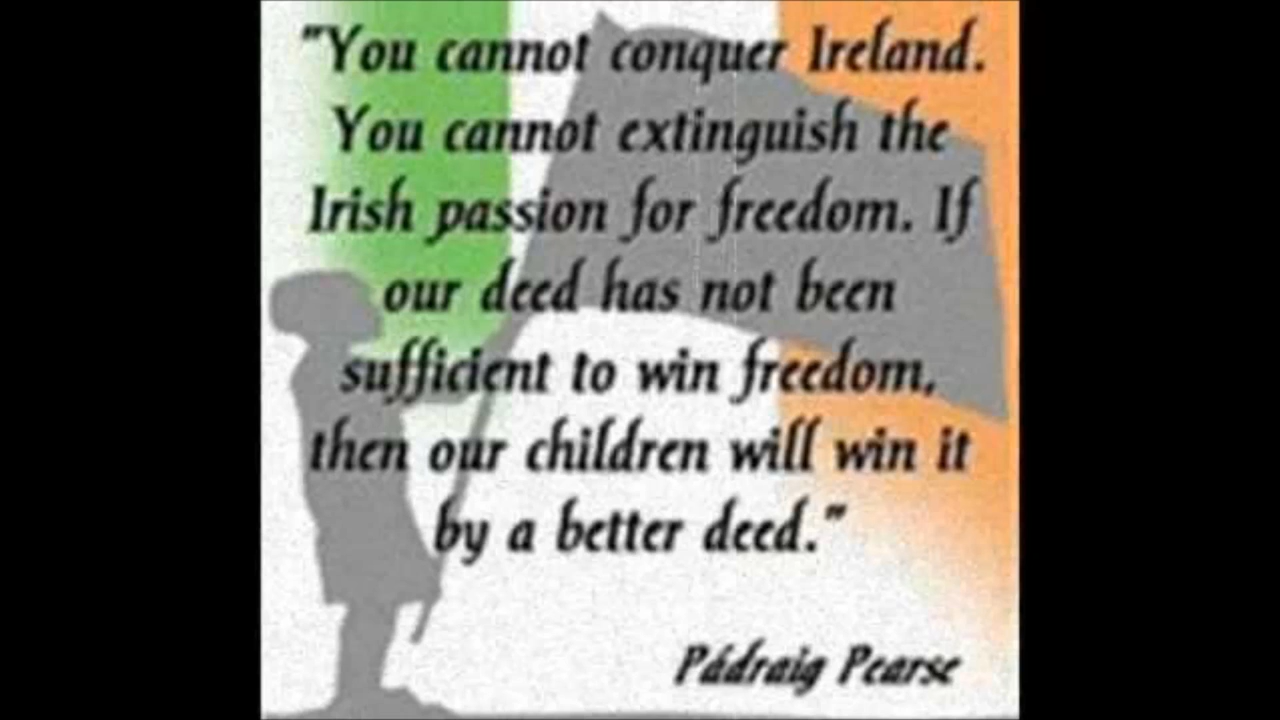 "You cannot conquer Ireland.
You cannot extinguish the
Irish passion for freedom. If
our deed has not been
sufficient to win freedom,
then our children will win it
by a better deed."
Pádraig Pearse